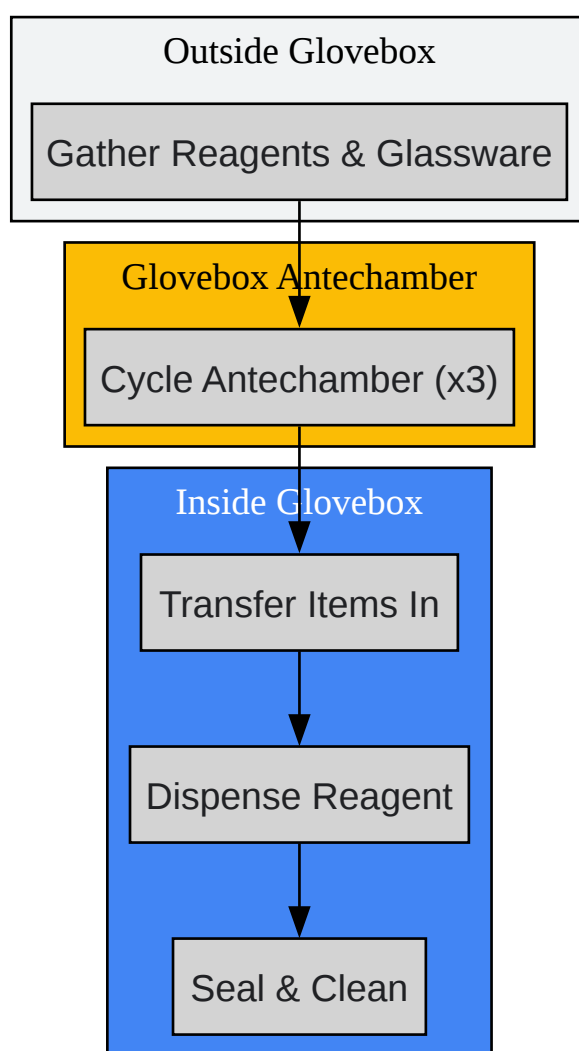 Outside Glovebox
Gather Reagents & Glassware
Glovebox Antechamber
Cycle Antechamber (x3)
Inside Glovebox
Transfer Items In
Dispense Reagent
Seal & Clean